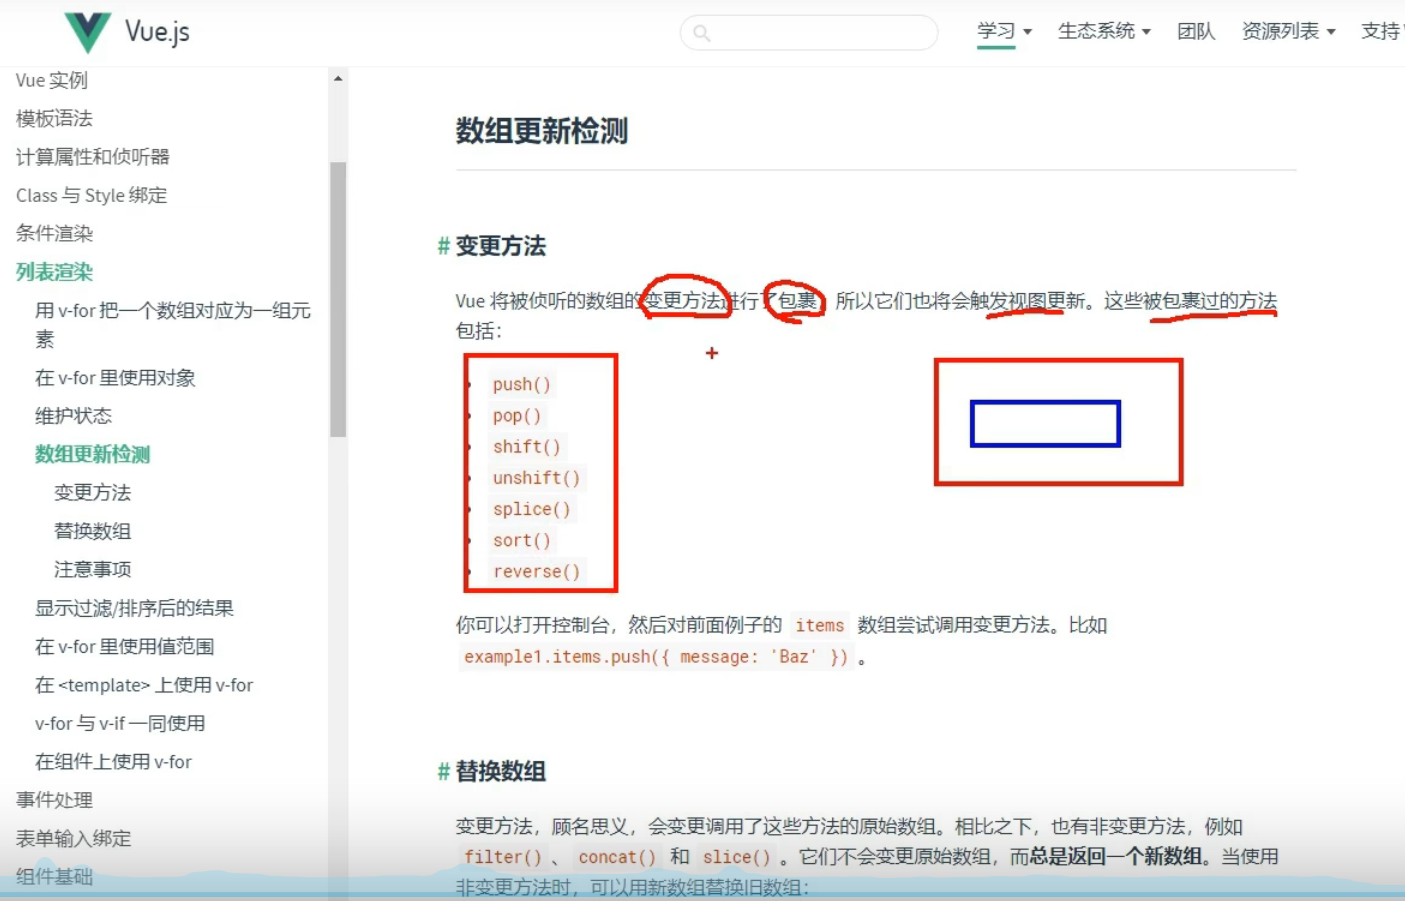 Vue.js
学习 生态系统 团队 资源列表 支持
Vue 实例
模板语法
计算属性和侦听器
Class 与 Style 绑定
条件渲染
列表渲染
用 v-for 把一个数组对应为一组元
素
在 v-for 里使用对象
维护状态
数组更新检测
变更方法
替换数组
注意事项
显示过滤/排序后的结果
在 v-for 里使用值范围
在 <template> 上使用 v-for
v-for 与 v-if 一同使用
在组件上使用 v-for
事件处理
表单输入绑定
组件基础
数组更新检测
# 变更方法
Vue 将被侦听的数组的变更方法进行了包裹，所以它们也将会触发视图更新。这些被包裹过的方法
包括：
push()
pop()
shift()
unshift()
splice()
sort()
reverse()
你可以打开控制台，然后对前面例子的 items 数组尝试调用变更方法。比如
example1.items.push({ message: 'Baz' }) 。
# 替换数组
变更方法，顾名思义，会变更调用了这些方法的原始数组。相比之下，也有非变更方法，例如
filter() 、 concat() 和 slice() 。它们不会变更原始数组，而总是返回一个新数组。当使用
非变更方法时，可以用新数组替换旧数组：